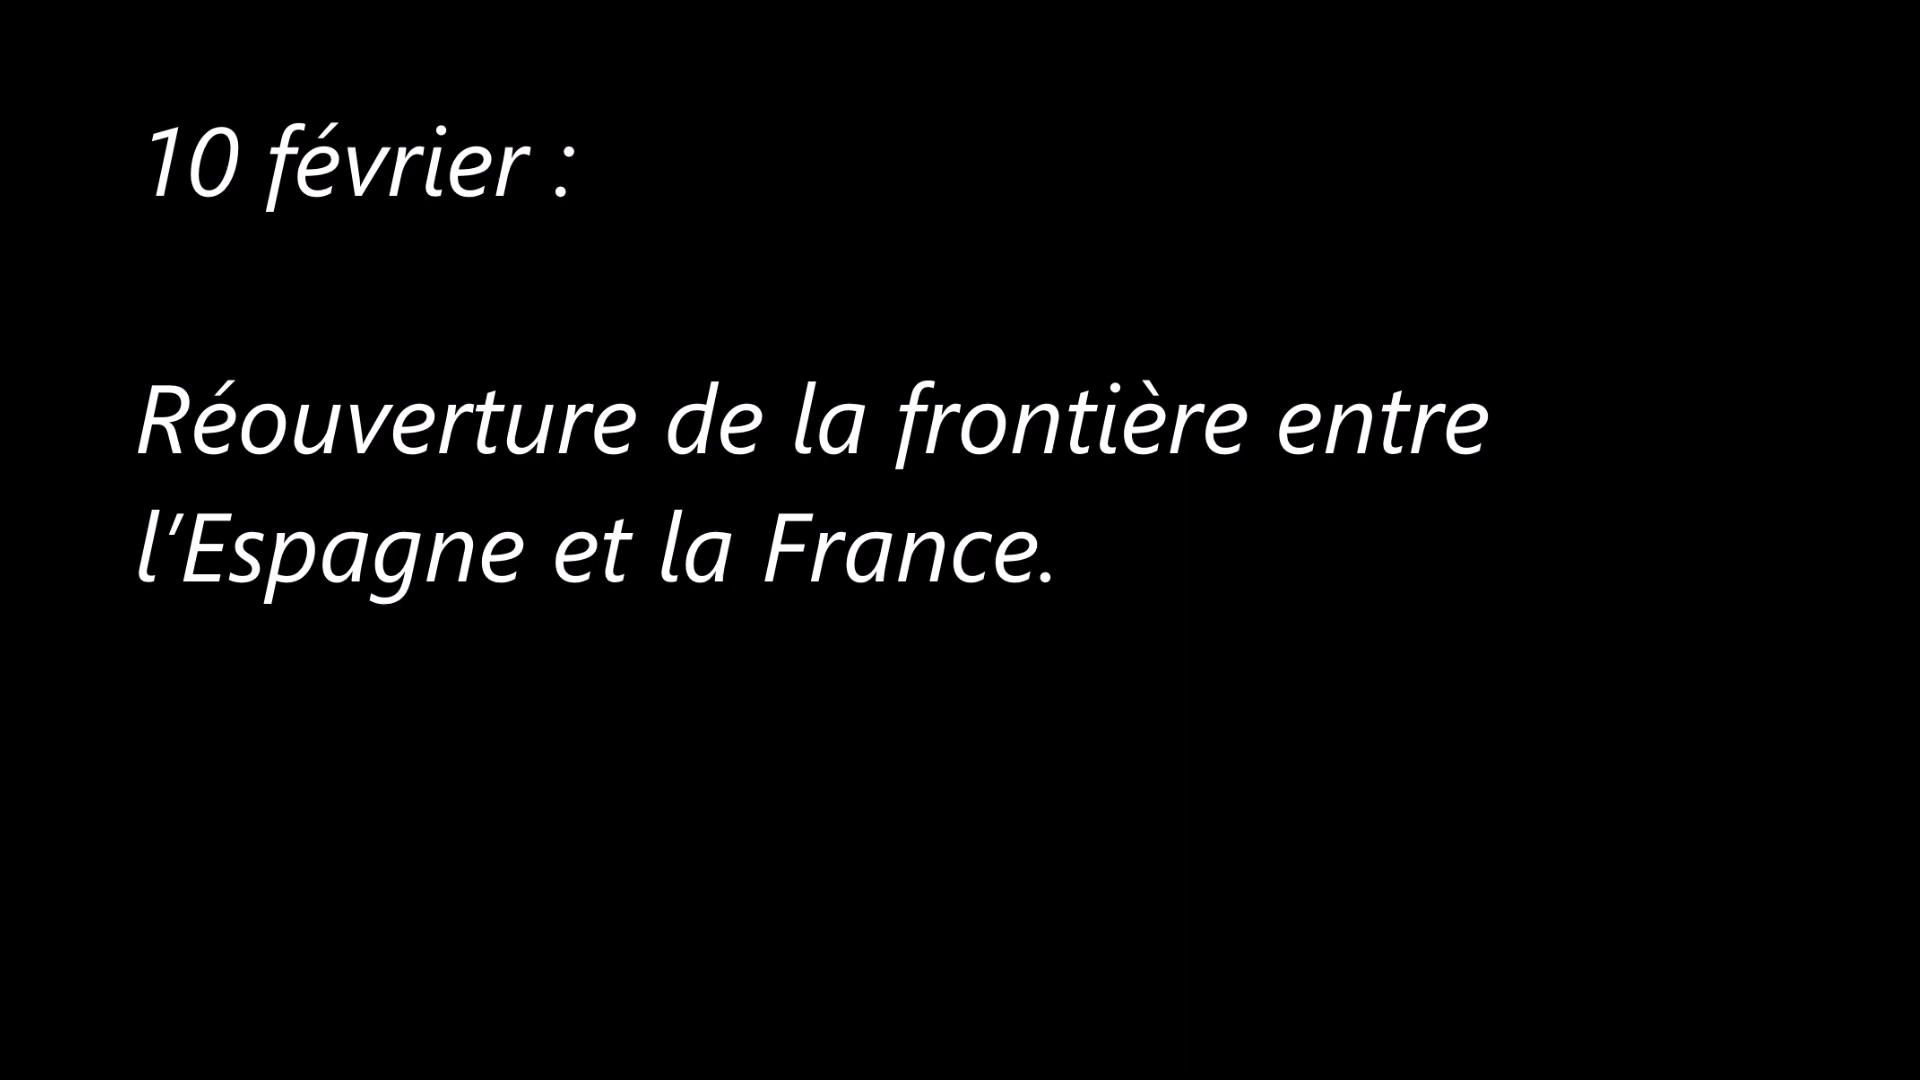 10 février :
Réouverture de la frontière entre
l’Espagne et la France.